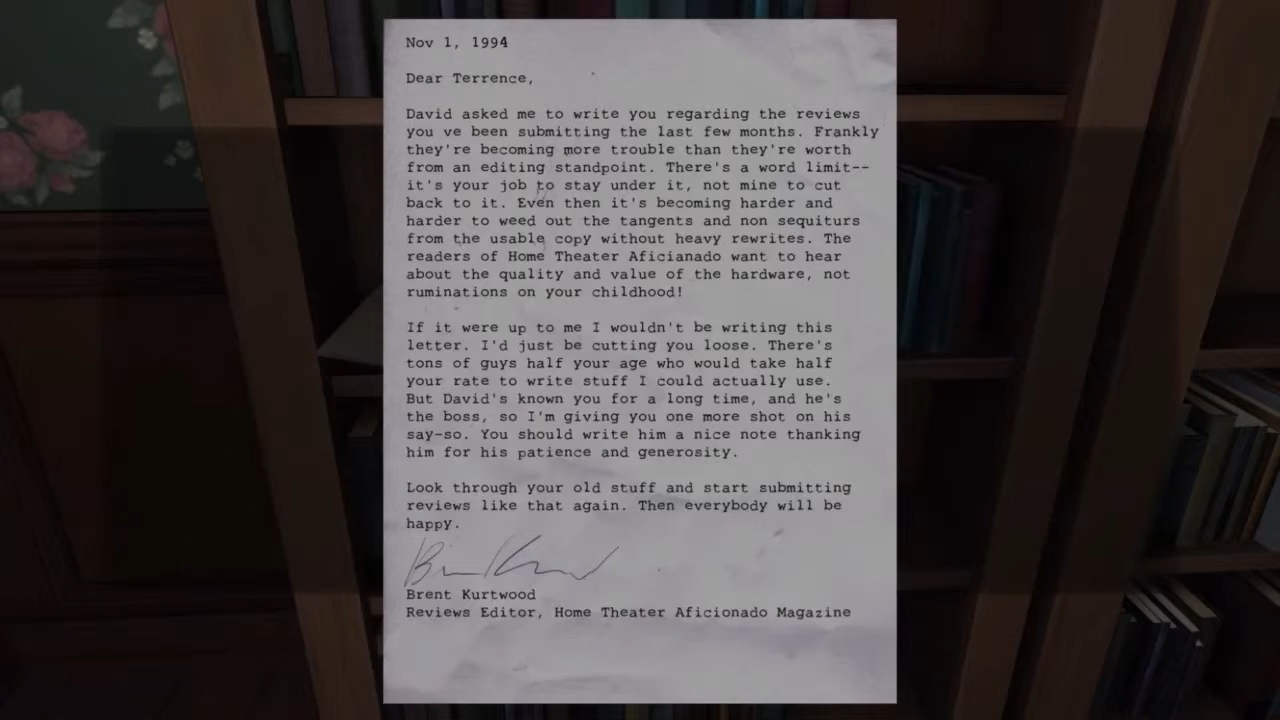 Nov 1, 1994
Dear Terrence,
David asked me to write you regarding the reviews
you ve been submitting the last few months. Frankly
they're becoming more trouble than they're worth
from an editing standpoint. There's a word limit--
it's your job to stay under it, not mine to cut
back to it. Even then it's becoming harder and
harder to weed out the tangents and non sequiturs
from the usable copy without heavy rewrites. The
readers of Home Theater Aficianado want to hear
about the quality and value of the hardware, not
ruminations on your childhood!
If it were up to me I wouldn't be writing this
letter. I'd just be cutting you loose. There's
tons of guys half your age who would take half
your rate to write stuff I could actually use.
But David's known you for a long time, and he's
the boss, so I'm giving you one more shot on his
say-so. You should write him a nice note thanking
him for his patience and generosity.
Look through your old stuff and start submitting
reviews like that again. Then everybody will be
happy.
Brent Kurtwood
Reviews Editor, Home Theater Aficionado Magazine